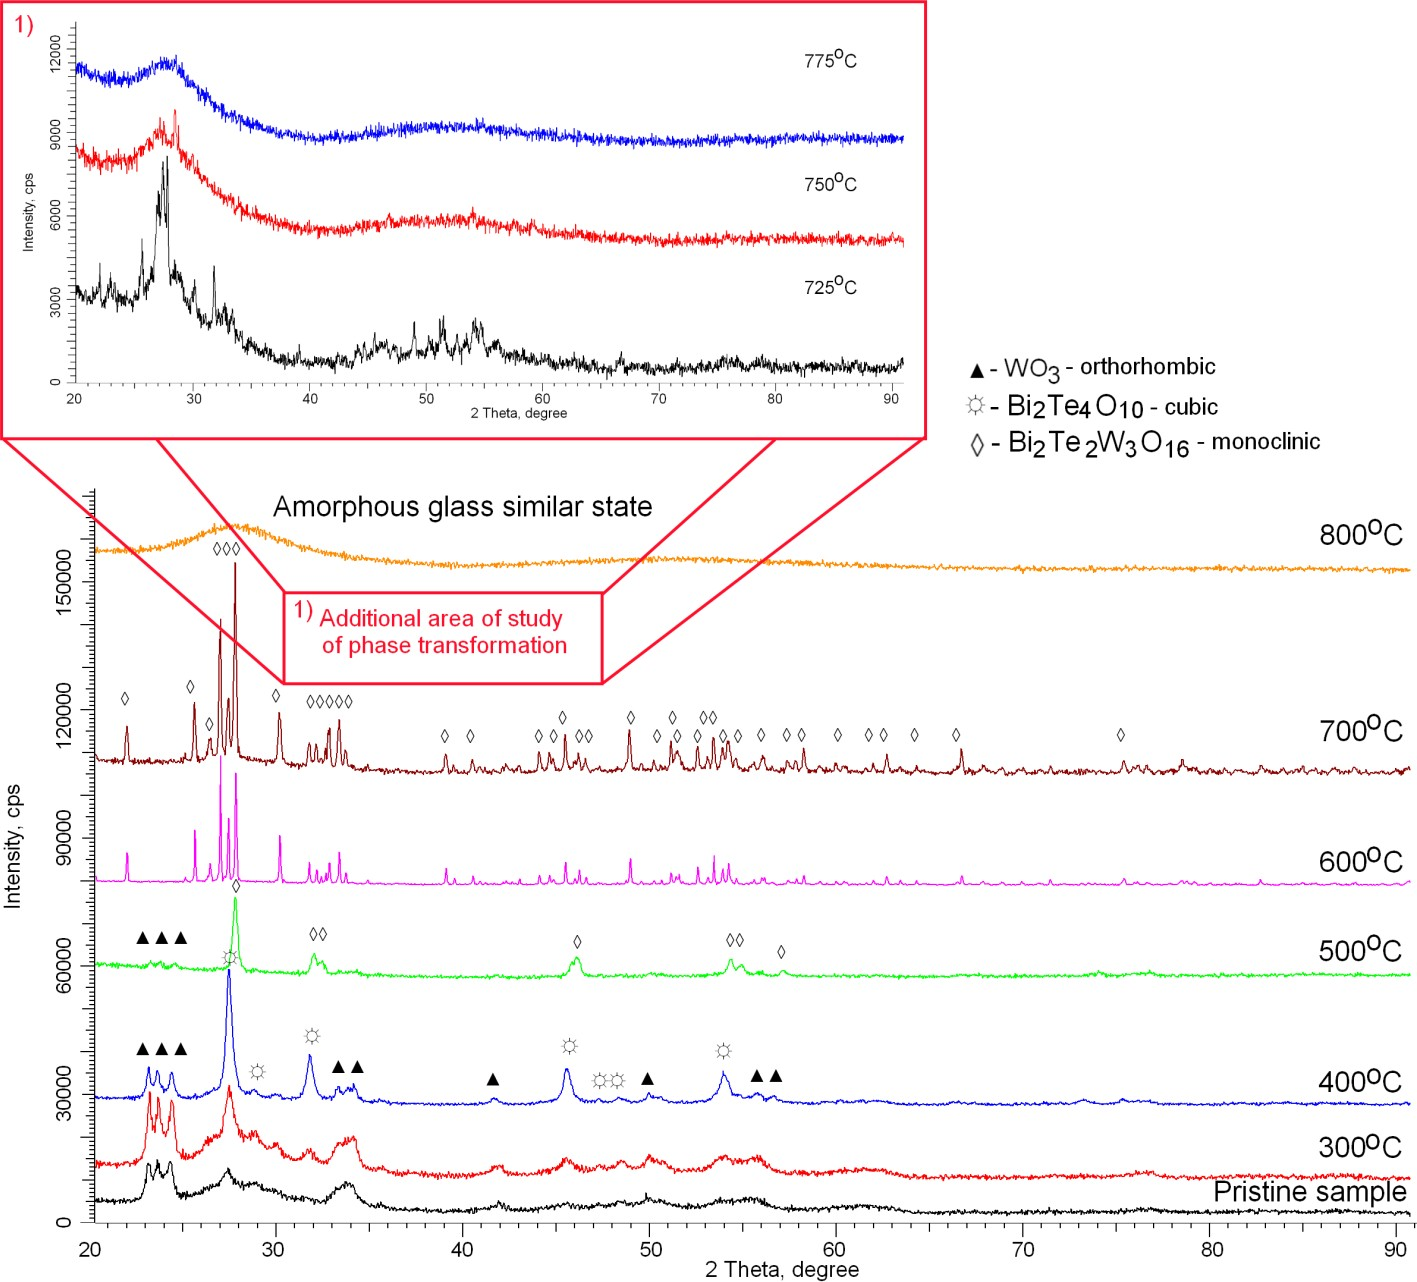 1)
775°C
750°C
725°C
Intensity, cps
0
3000
6000
9000
12000
20 30 40 50 60 70 80 90
2 Theta, degree
▲ - WO3 - orthorhombic
☼ - Bi2Te4O10 - cubic
◊ - Bi2Te2W3O16 - monoclinic
Amorphous glass similar state
1) Additional area of study
of phase transformation
800°C
700°C
600°C
500°C
400°C
300°C
Pristine sample
Intensity, cps
0
30000
60000
90000
120000
150000
20 30 40 50 60 70 80 90
2 Theta, degree